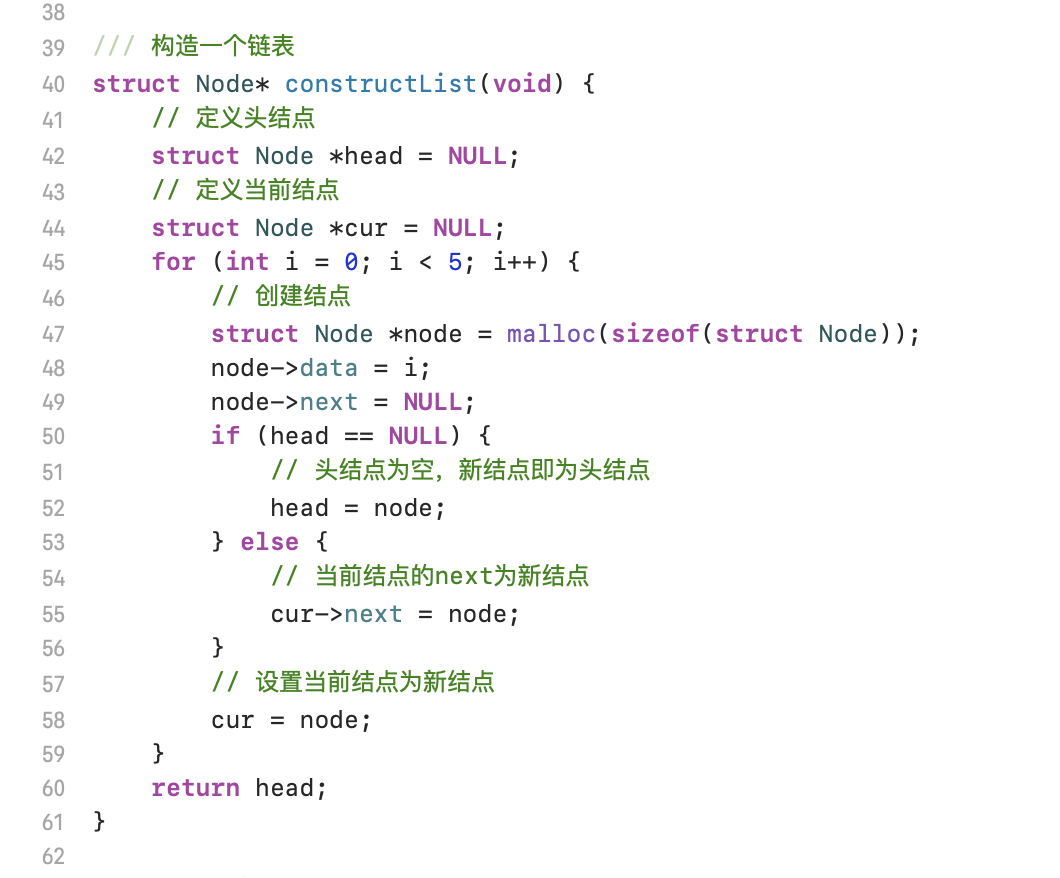 38
39 /// 构造一个链表
40 struct Node* constructList(void) {
41     // 定义头结点
42     struct Node *head = NULL;
43     // 定义当前结点
44     struct Node *cur = NULL;
45     for (int i = 0; i < 5; i++) {
46         // 创建结点
47         struct Node *node = malloc(sizeof(struct Node));
48         node->data = i;
49         node->next = NULL;
50         if (head == NULL) {
51             // 头结点为空，新结点即为头结点
52             head = node;
53         } else {
54             // 当前结点的next为新结点
55             cur->next = node;
56         }
57         // 设置当前结点为新结点
58         cur = node;
59     }
60     return head;
61 }
62